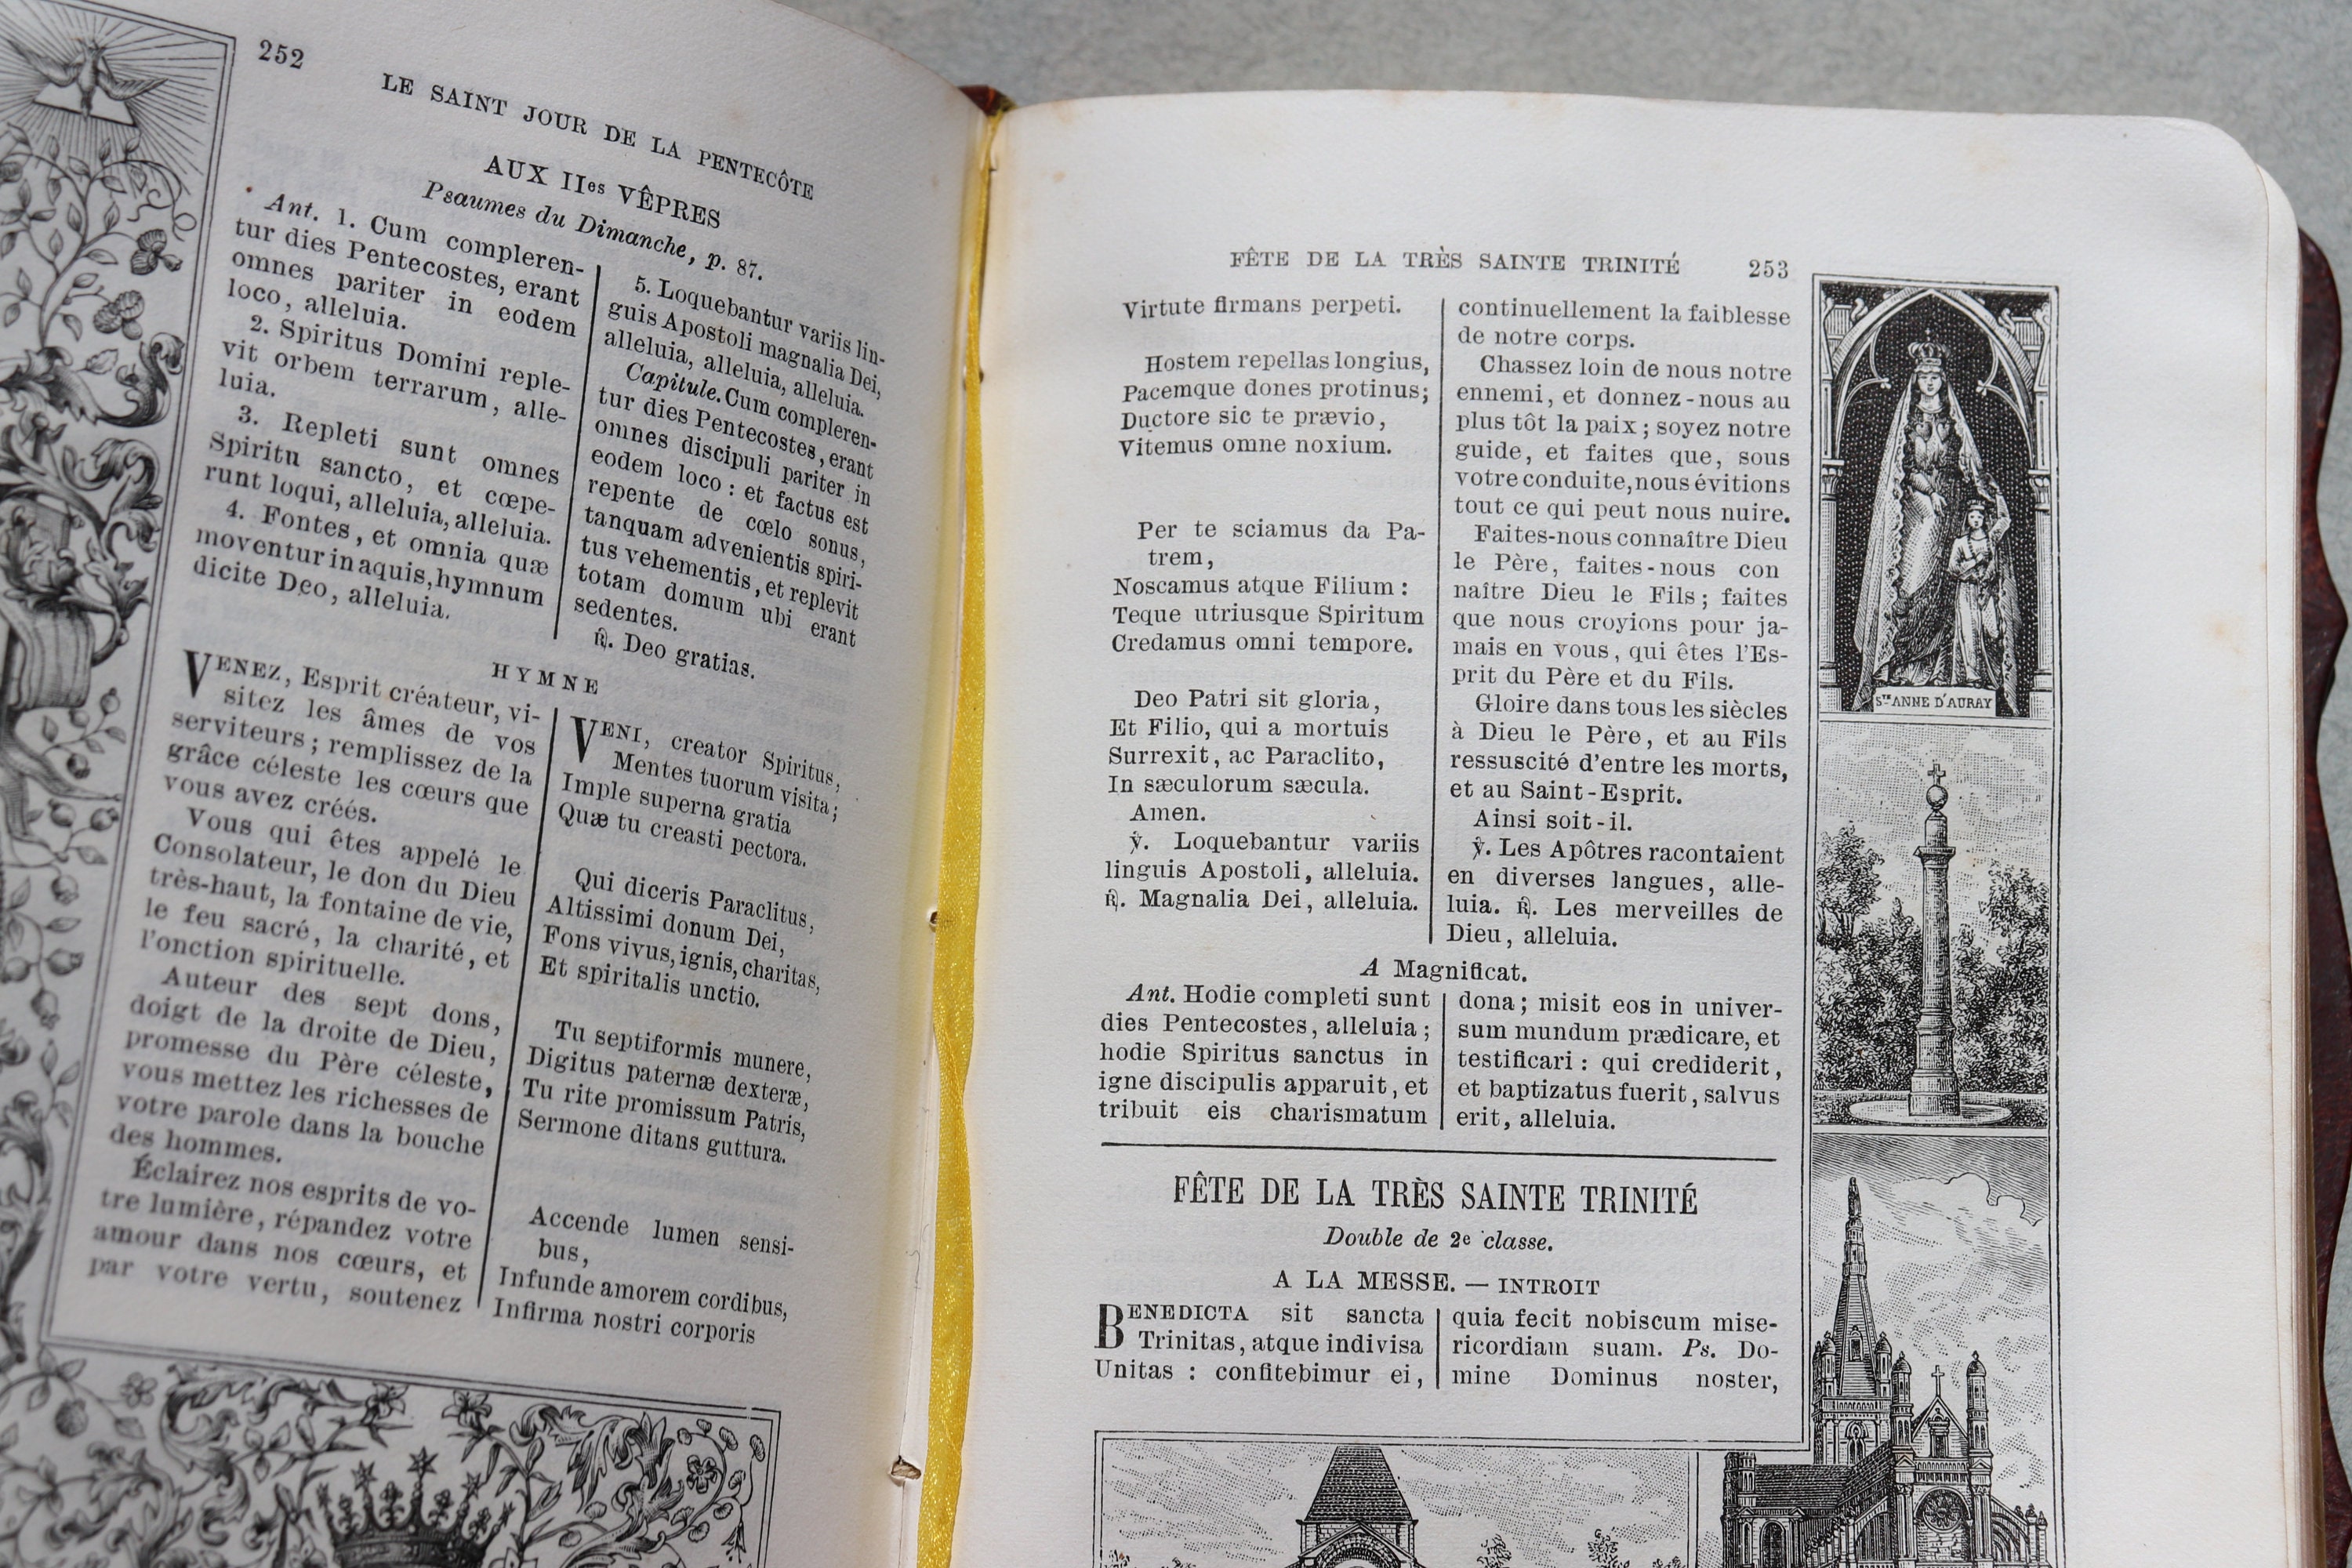 252
LE SAINT JOUR DE LA PENTECÔTE
AUX IIes VÊPRES
Psaumes du Dimanche, p. 87.
Ant. 1. Cum compleren-
tur dies Pentecostes, erant
omnes pariter in eodem
loco, alleluia.
2. Spiritus Domini reple-
vit orbem terrarum, alle-
luia.
3. Repleti sunt omnes
Spiritu sancto, et cœpe-
runt loqui, alleluia, alleluia.
4. Fontes, et omnia quæ
moventur in aquis, hymnum
dicite Deo, alleluia.
5. Loquebantur variis lin-
guis Apostoli magnalia Dei,
alleluia, alleluia, alleluia.
Capitule. Cum compleren-
tur dies Pentecostes, erant
omnes discipuli pariter in
eodem loco : et factus est
repente de cœlo sonus,
tanquam advenientis spiri-
tus vehementis, et replevit
totam domum ubi erant
sedentes.
℟. Deo gratias.
HYMNE
VENEZ, Esprit créateur, vi-
sitez les âmes de vos
serviteurs ; remplissez de la
grâce céleste les cœurs que
vous avez créés.
Vous qui êtes appelé le
Consolateur, le don du Dieu
très-haut, la fontaine de vie,
le feu sacré, la charité, et
l'onction spirituelle.
Auteur des sept dons,
doigt de la droite de Dieu,
promesse du Père céleste,
vous mettez les richesses de
votre parole dans la bouche
des hommes.
Éclairez nos esprits de vo-
tre lumière, répandez votre
amour dans nos cœurs, et
par votre vertu, soutenez
VENI, creator Spiritus,
Mentes tuorum visita ;
Imple superna gratia
Quæ tu creasti pectora.
Qui diceris Paraclitus,
Altissimi donum Dei,
Fons vivus, ignis, charitas,
Et spiritalis unctio.
Tu septiformis munere,
Digitus paternæ dexteræ,
Tu rite promissum Patris,
Sermone ditans guttura.
Accende lumen sensi-
bus,
Infunde amorem cordibus,
Infirma nostri corporis
FÊTE DE LA TRÈS SAINTE TRINITÉ 253
Virtute firmans perpeti.
Hostem repellas longius,
Pacemque dones protinus ;
Ductore sic te prævio,
Vitemus omne noxium.
Per te sciamus da Pa-
trem,
Noscamus atque Filium :
Teque utriusque Spiritum
Credamus omni tempore.
Deo Patri sit gloria,
Et Filio, qui a mortuis
Surrexit, ac Paraclito,
In sæculorum sæcula.
Amen.
℣. Loquebantur variis
linguis Apostoli, alleluia.
℟. Magnalia Dei, alleluia.
continuellement la faiblesse
de notre corps.
Chassez loin de nous notre
ennemi, et donnez-nous au
plus tôt la paix ; soyez notre
guide, et faites que, sous
votre conduite, nous évitions
tout ce qui peut nous nuire.
Faites-nous connaître Dieu
le Père, faites-nous con
naître Dieu le Fils ; faites
que nous croyions pour ja-
mais en vous, qui êtes l'Es-
prit du Père et du Fils.
Gloire dans tous les siècles
à Dieu le Père, et au Fils
ressuscité d'entre les morts,
et au Saint-Esprit.
Ainsi soit-il.
℣. Les Apôtres racontaient
en diverses langues, alle-
luia. ℟. Les merveilles de
Dieu, alleluia.
A Magnificat.
Ant. Hodie completi sunt
dies Pentecostes, alleluia ;
hodie Spiritus sanctus in
igne discipulis apparuit, et
tribuit eis charismatum
dona ; misit eos in univer-
sum mundum prædicare, et
testificari : qui crediderit,
et baptizatus fuerit, salvus
erit, alleluia.
FÊTE DE LA TRÈS SAINTE TRINITÉ
Double de 2e classe.
A LA MESSE. — INTROIT
BENEDICTA sit sancta
Trinitas, atque indivisa
Unitas : confitebimur ei,
quia fecit nobiscum mise-
ricordiam suam. Ps. Do-
mine Dominus noster,
STE ANNE D'AURAY